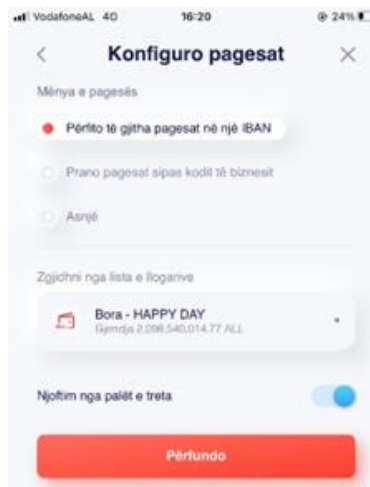 VodafoneAL 4G 16:20 24%
Konfiguro pagesat
Mënya e pagesës
Përfito të gjitha pagesat në një IBAN
Prano pagesat sipas kodit të biznesit
Asnjë
Zgjidhni nga lista e llogarive
Bora - HAPPY DAY
Gjendja 2,098,540,014.77 ALL
Njoftim nga palët e treta
Përfundo